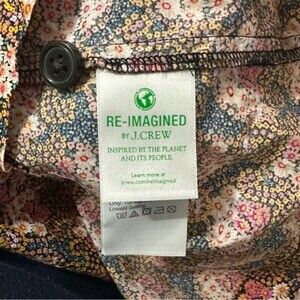 RE-IMAGINED
BY J.CREW
INSPIRED BY THE PLANET
AND ITS PEOPLE.
Learn more at
jcrew.com/reimagined